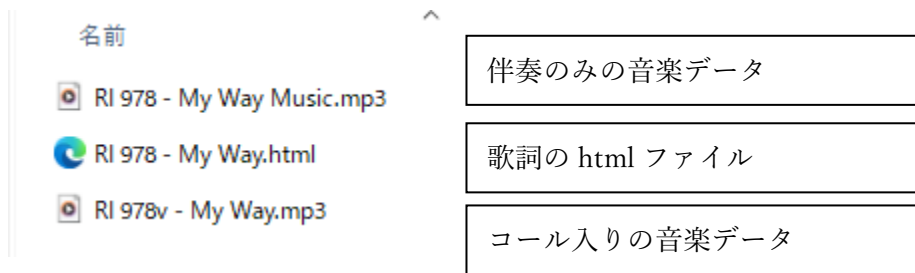 名前
RI 978 - My Way Music.mp3
伴奏のみの音楽データ
RI 978 - My Way.html
歌詞の html ファイル
RI 978v - My Way.mp3
コール入りの音楽データ